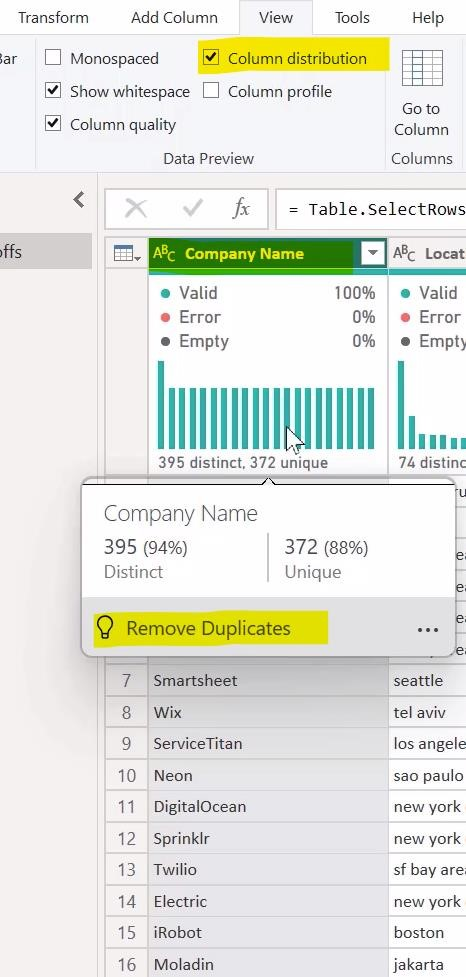 Transform Add Column View Tools Help
Bar Monospaced Column distribution
Show whitespace Column profile
Column quality
Go to
Column
Data Preview Columns
fx = Table.SelectRows
offs
ABC Company Name ABC Locat
Valid 100% Valid
Error 0% Error
Empty 0% Empty
395 distinct, 372 unique 74 distinc
Company Name
395 (94%) 372 (88%)
Distinct Unique
Remove Duplicates
7 Smartsheet seattle
8 Wix tel aviv
9 ServiceTitan los angele
10 Neon sao paulo
11 DigitalOcean new york
12 Sprinklr new york
13 Twilio sf bay area
14 Electric new york
15 iRobot boston
16 Moladin jakarta